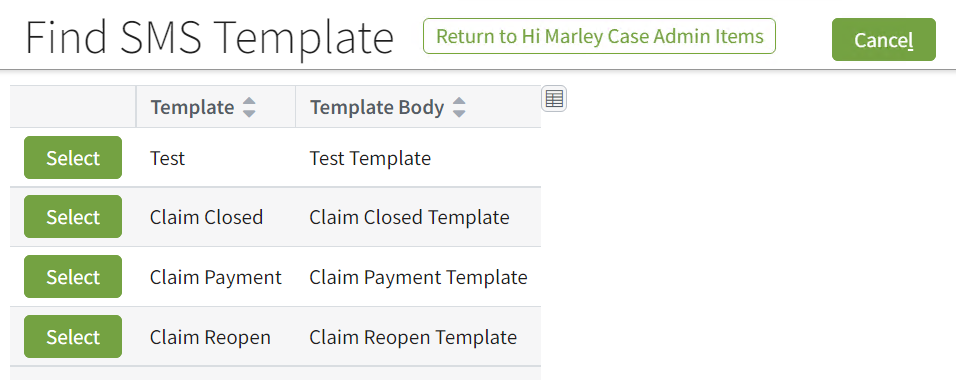 Find SMS Template
Return to Hi Marley Case Admin Items
Cancel
Template Template Body
Select Test Test Template
Select Claim Closed Claim Closed Template
Select Claim Payment Claim Payment Template
Select Claim Reopen Claim Reopen Template